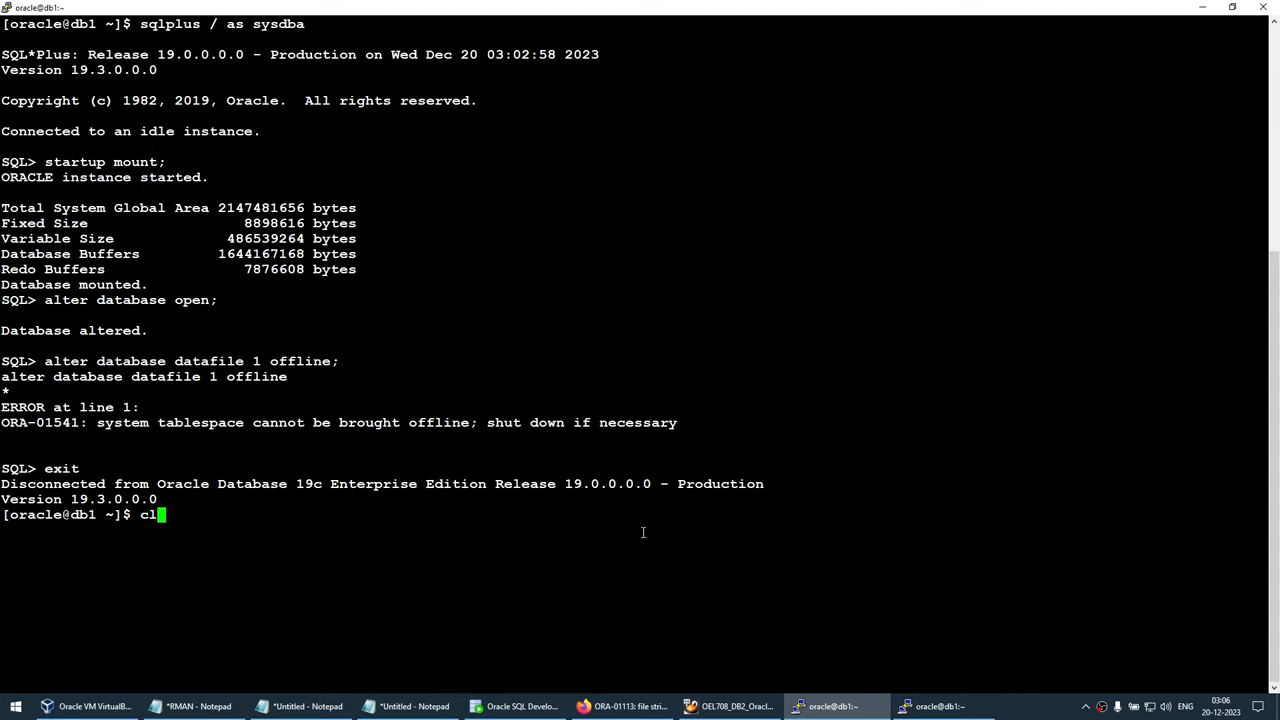 oracle@db1:~
[oracle@db1 ~]$ sqlplus / as sysdba
SQL*Plus: Release 19.0.0.0.0 - Production on Wed Dec 20 03:02:58 2023
Version 19.3.0.0.0
Copyright (c) 1982, 2019, Oracle.  All rights reserved.
Connected to an idle instance.
SQL> startup mount;
ORACLE instance started.
Total System Global Area 2147481656 bytes
Fixed Size                  8898616 bytes
Variable Size             486539264 bytes
Database Buffers         1644167168 bytes
Redo Buffers                7876608 bytes
Database mounted.
SQL> alter database open;
Database altered.
SQL> alter database datafile 1 offline;
alter database datafile 1 offline
*
ERROR at line 1:
ORA-01541: system tablespace cannot be brought offline; shut down if necessary
SQL> exit
Disconnected from Oracle Database 19c Enterprise Edition Release 19.0.0.0.0 - Production
Version 19.3.0.0.0
[oracle@db1 ~]$ cl
Oracle VM VirtualB... *RMAN - Notepad *Untitled - Notepad *Untitled - Notepad Oracle SQL Develo... ORA-01113: file stri... OEL708_DB2_Oracl... oracle@db1:~ oracle@db1:~ ENG 03:06
20-12-2023